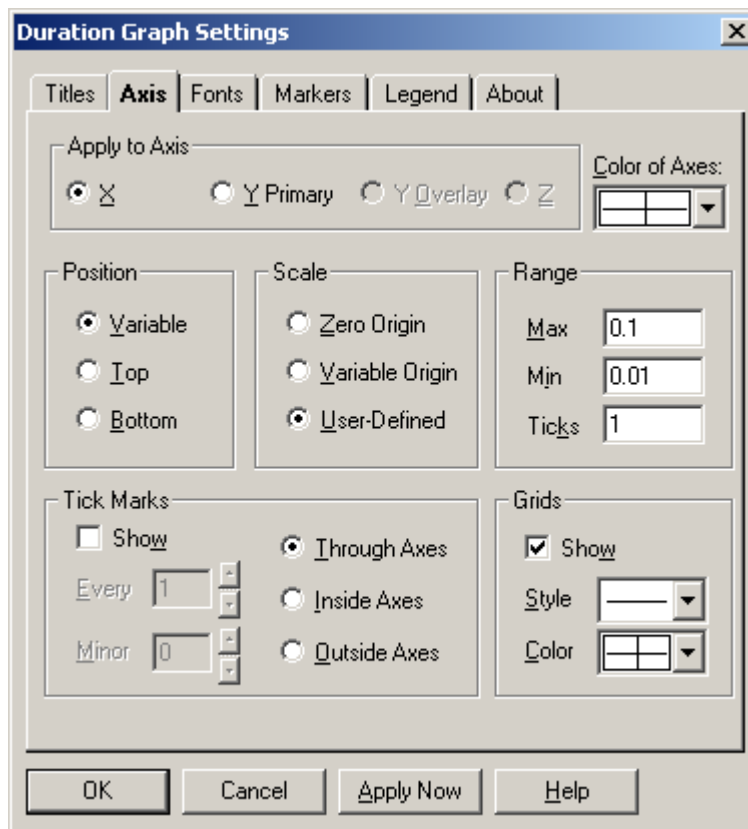 Duration Graph Settings
Titles Axis Fonts Markers Legend About
Apply to Axis
X Y Primary Y Overlay Z
Color of Axes:
Position
Variable
Top
Bottom
Scale
Zero Origin
Variable Origin
User-Defined
Range
Max 0.1
Min 0.01
Ticks 1
Tick Marks
Show
Every 1
Minor 0
Through Axes
Inside Axes
Outside Axes
Grids
Show
Style
Color
OK Cancel Apply Now Help